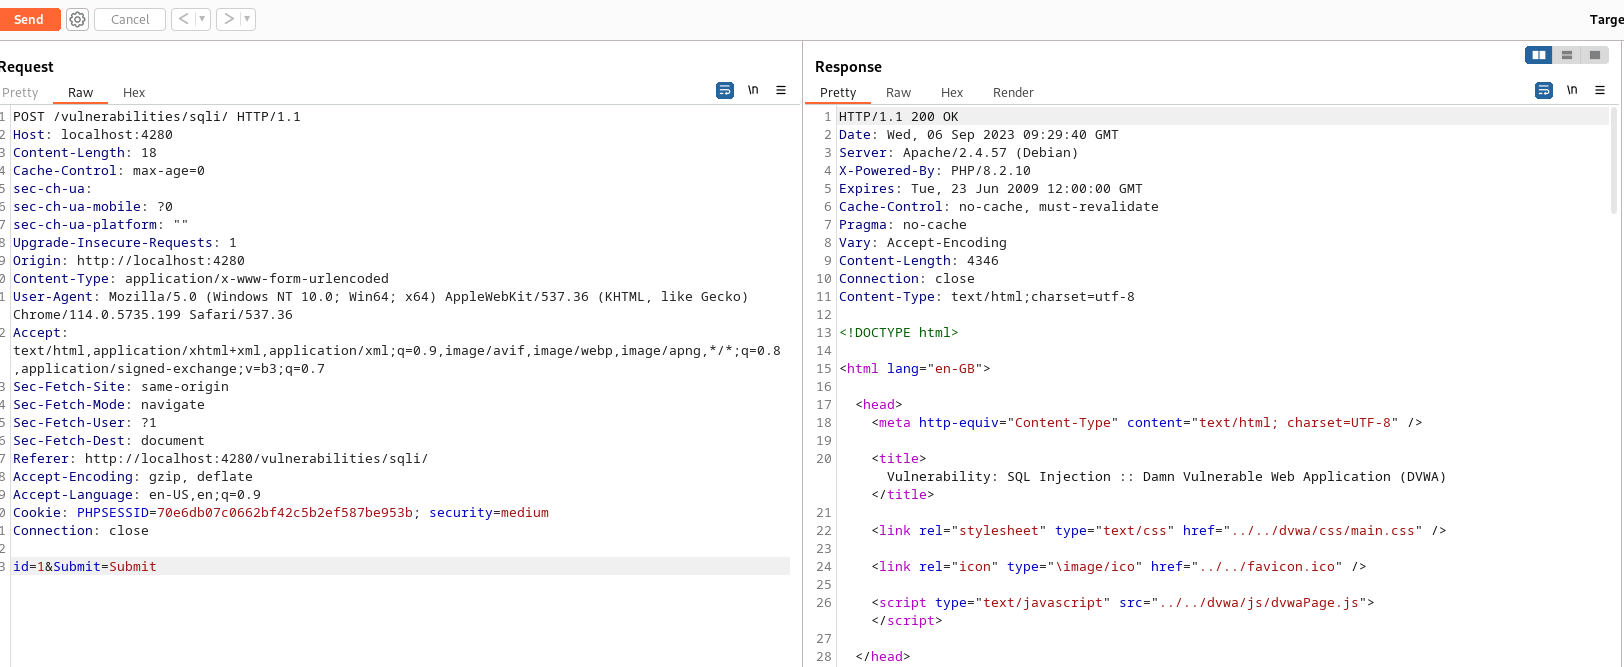 Send
Cancel
< ▾
> ▾
Targe
Request
Pretty Raw Hex
\n
1 POST /vulnerabilities/sqli/ HTTP/1.1
2 Host: localhost:4280
3 Content-Length: 18
4 Cache-Control: max-age=0
5 sec-ch-ua:
6 sec-ch-ua-mobile: ?0
7 sec-ch-ua-platform: ""
8 Upgrade-Insecure-Requests: 1
9 Origin: http://localhost:4280
0 Content-Type: application/x-www-form-urlencoded
1 User-Agent: Mozilla/5.0 (Windows NT 10.0; Win64; x64) AppleWebKit/537.36 (KHTML, like Gecko)
Chrome/114.0.5735.199 Safari/537.36
2 Accept:
text/html,application/xhtml+xml,application/xml;q=0.9,image/avif,image/webp,image/apng,*/*;q=0.8
,application/signed-exchange;v=b3;q=0.7
3 Sec-Fetch-Site: same-origin
4 Sec-Fetch-Mode: navigate
5 Sec-Fetch-User: ?1
6 Sec-Fetch-Dest: document
7 Referer: http://localhost:4280/vulnerabilities/sqli/
8 Accept-Encoding: gzip, deflate
9 Accept-Language: en-US,en;q=0.9
0 Cookie: PHPSESSID=70e6db07c0662bf42c5b2ef587be953b; security=medium
1 Connection: close
2
3 id=1&Submit=Submit
Response
Pretty Raw Hex Render
\n
1 HTTP/1.1 200 OK
2 Date: Wed, 06 Sep 2023 09:29:40 GMT
3 Server: Apache/2.4.57 (Debian)
4 X-Powered-By: PHP/8.2.10
5 Expires: Tue, 23 Jun 2009 12:00:00 GMT
6 Cache-Control: no-cache, must-revalidate
7 Pragma: no-cache
8 Vary: Accept-Encoding
9 Content-Length: 4346
10 Connection: close
11 Content-Type: text/html;charset=utf-8
12
13 <!DOCTYPE html>
14
15 <html lang="en-GB">
16
17 <head>
18 <meta http-equiv="Content-Type" content="text/html; charset=UTF-8" />
19
20 <title>
Vulnerability: SQL Injection :: Damn Vulnerable Web Application (DVWA)
</title>
21
22 <link rel="stylesheet" type="text/css" href="../../dvwa/css/main.css" />
23
24 <link rel="icon" type="\image/ico" href="../../favicon.ico" />
25
26 <script type="text/javascript" src="../../dvwa/js/dvwaPage.js">
</script>
27
28 </head>